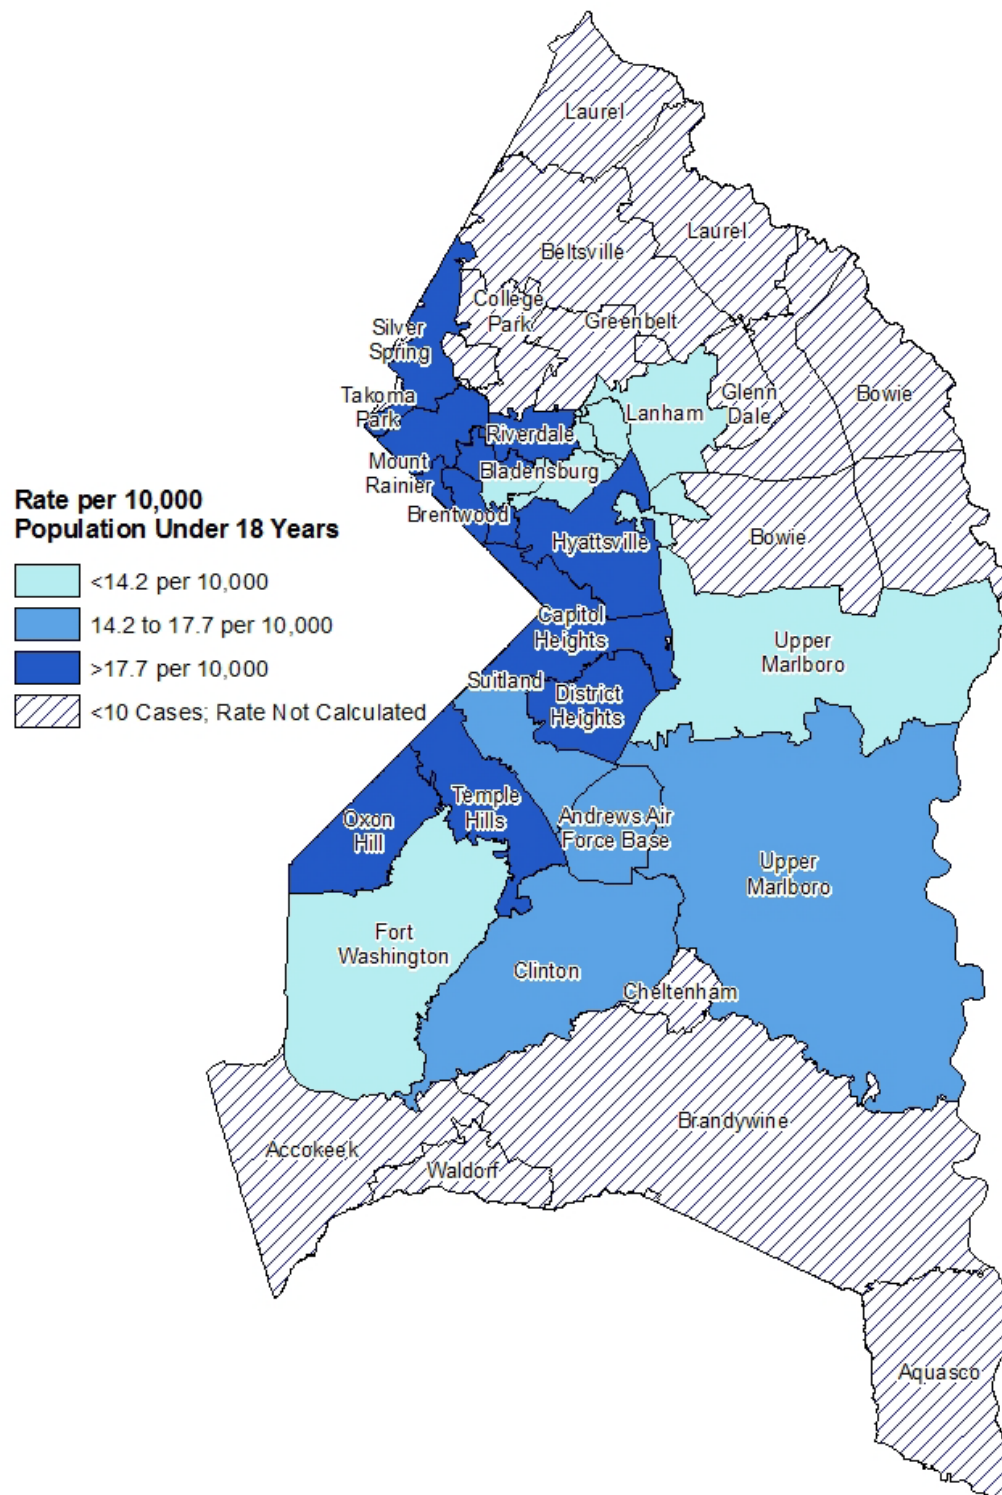 Laurel
Laurel
Beltsville
College
Park
Greenbelt
Silver
Spring
Takoma
Park
Glenn
Dale
Bowie
Lanham
Riverdale
Mount
Rainier
Bladensburg
Brentwood
Hyattsville
Bowie
Rate per 10,000
Population Under 18 Years
<14.2 per 10,000
14.2 to 17.7 per 10,000
>17.7 per 10,000
<10 Cases; Rate Not Calculated
Capitol
Heights
Upper
Marlboro
Suitland
District
Heights
Temple
Hills
Oxon
Hill
Andrews Air
Force Base
Upper
Marlboro
Fort
Washington
Clinton
Cheltenham
Brandywine
Accokeek
Waldorf
Aquasco